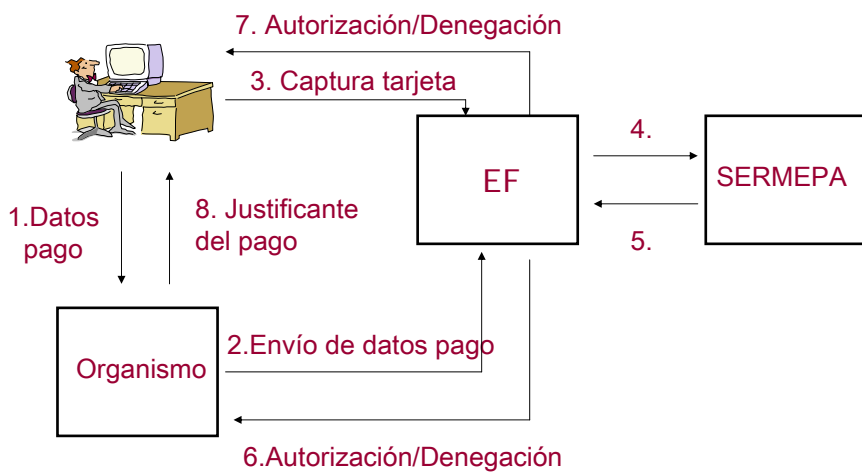 7. Autorización/Denegación
3. Captura tarjeta
4.
EF
SERMEPA
5.
1.Datos
pago
8. Justificante
del pago
2.Envío de datos pago
Organismo
6.Autorización/Denegación